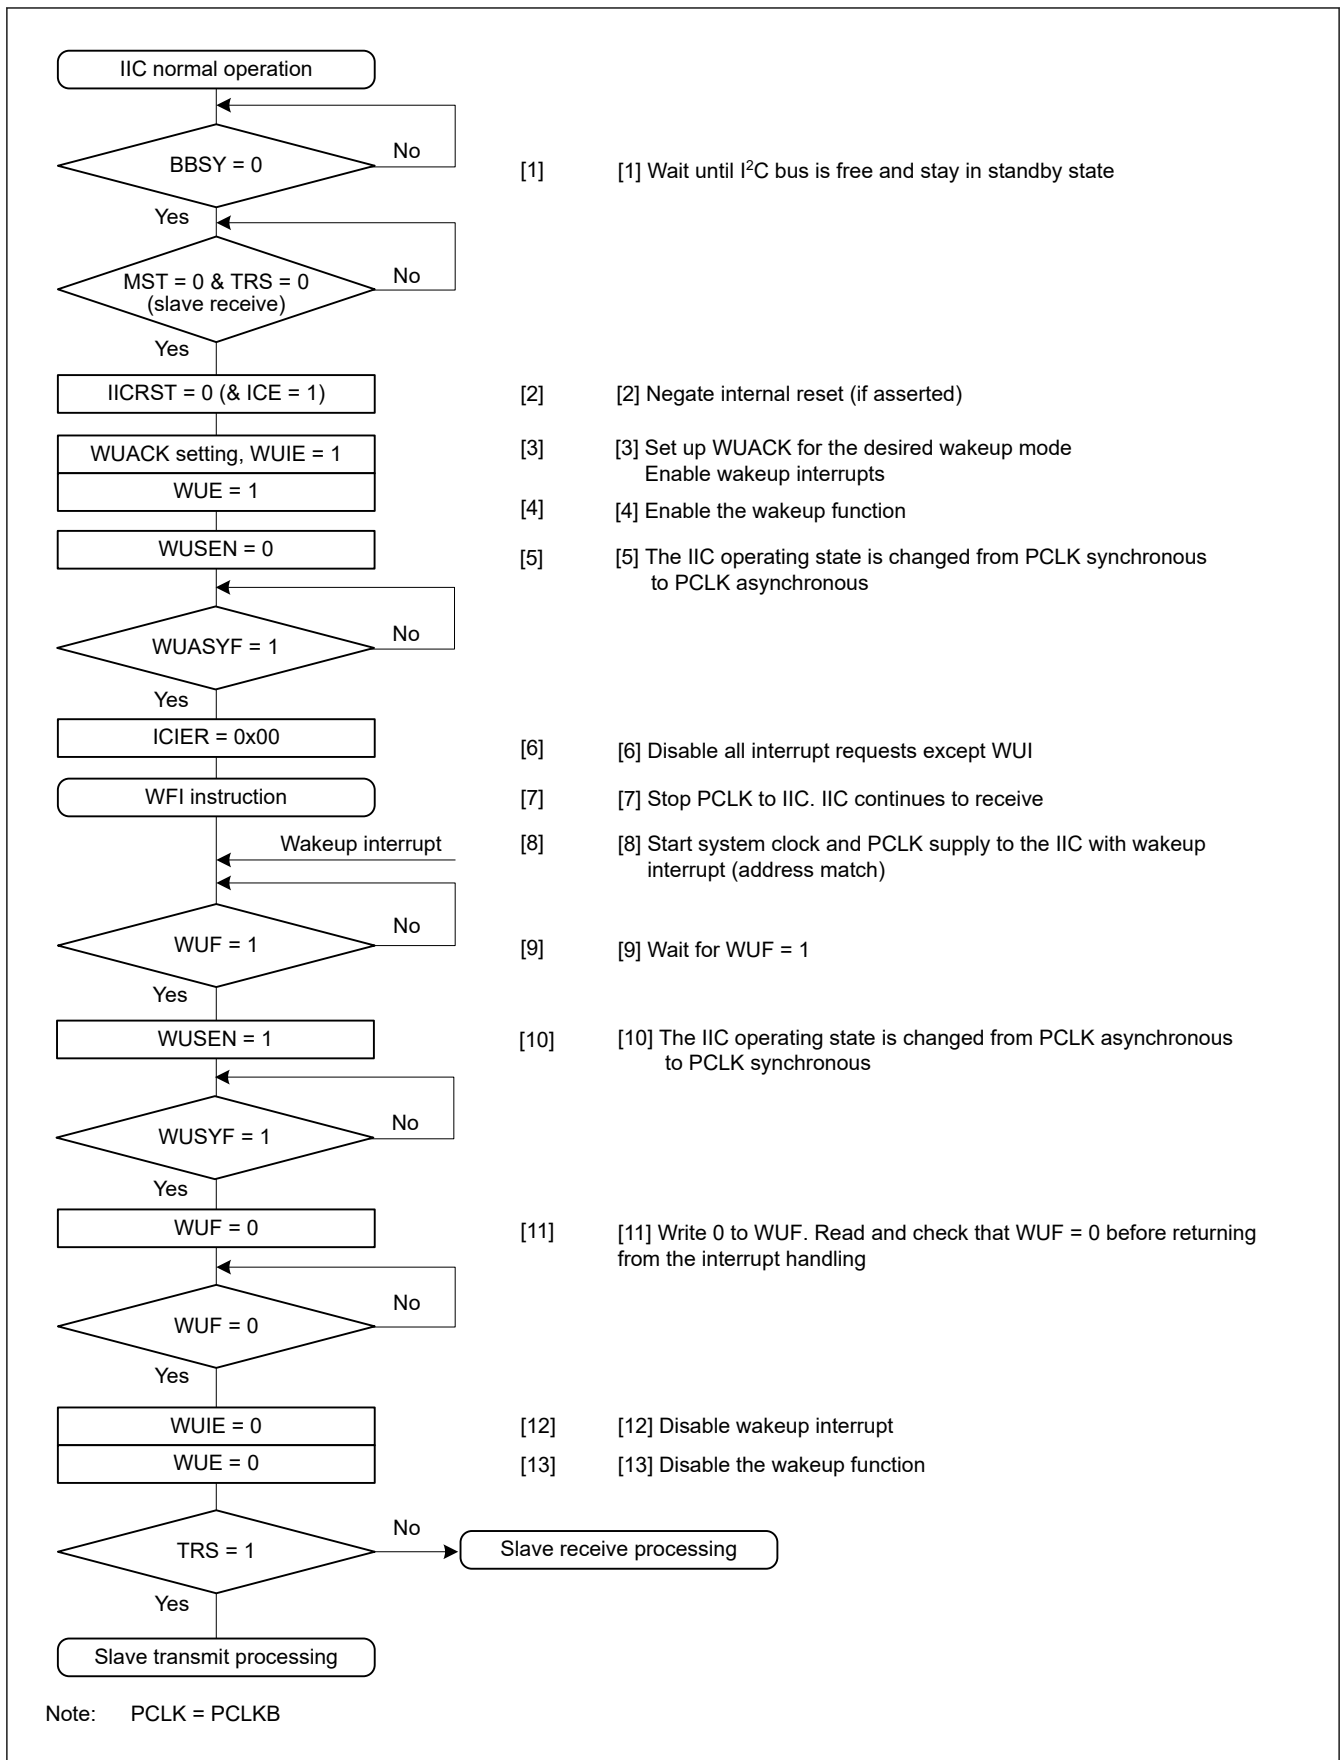 IIC normal operation
BBSY = 0
No
[1] [1] Wait until I²C bus is free and stay in standby state
Yes
MST = 0 & TRS = 0
(slave receive)
No
Yes
IICRST = 0 (& ICE = 1)
[2] [2] Negate internal reset (if asserted)
WUACK setting, WUIE = 1
[3] [3] Set up WUACK for the desired wakeup mode
Enable wakeup interrupts
WUE = 1
[4] [4] Enable the wakeup function
WUSEN = 0
[5] [5] The IIC operating state is changed from PCLK synchronous
to PCLK asynchronous
WUASYF = 1
No
Yes
ICIER = 0x00
[6] [6] Disable all interrupt requests except WUI
WFI instruction
[7] [7] Stop PCLK to IIC. IIC continues to receive
Wakeup interrupt
[8] [8] Start system clock and PCLK supply to the IIC with wakeup
interrupt (address match)
WUF = 1
No
[9] [9] Wait for WUF = 1
Yes
WUSEN = 1
[10] [10] The IIC operating state is changed from PCLK asynchronous
to PCLK synchronous
WUSYF = 1
No
Yes
WUF = 0
[11] [11] Write 0 to WUF. Read and check that WUF = 0 before returning
from the interrupt handling
WUF = 0
No
Yes
WUIE = 0
[12] [12] Disable wakeup interrupt
WUE = 0
[13] [13] Disable the wakeup function
TRS = 1
No
Slave receive processing
Yes
Slave transmit processing
Note: PCLK = PCLKB